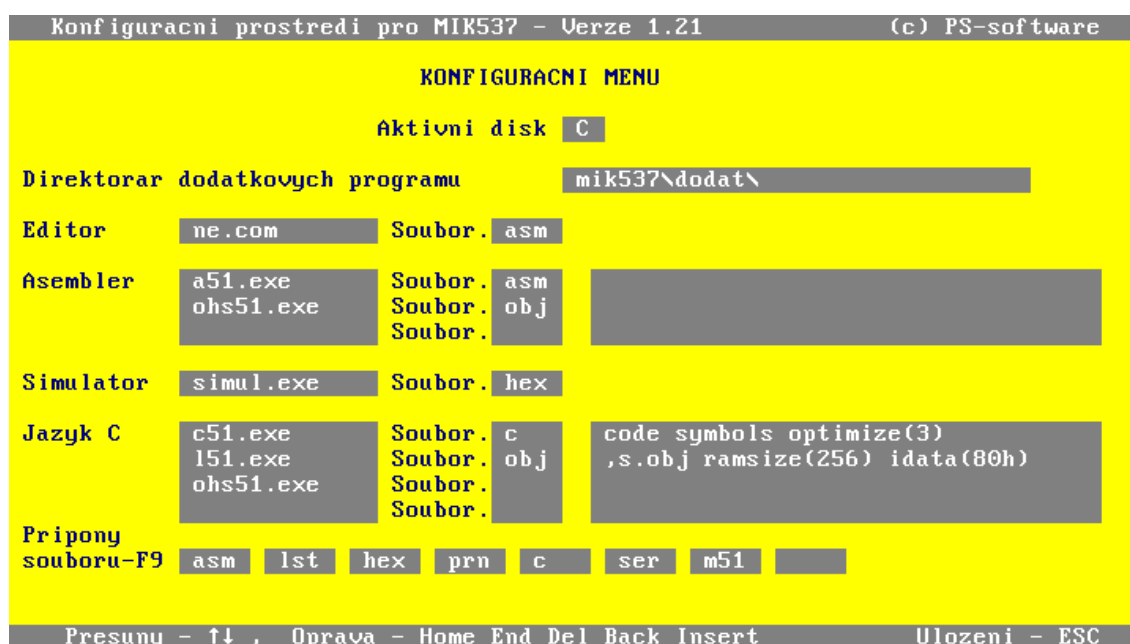 Konfiguracni prostredi pro MIK537 - Verze 1.21 (c) PS-software
KONFIGURACNI MENU
Aktivni disk C
Direktorar dodatkovych programu mik537\dodat\
Editor ne.com Soubor. asm
Asembler a51.exe Soubor. asm
ohs51.exe Soubor. obj
Soubor.
Simulator simul.exe Soubor. hex
Jazyk C c51.exe Soubor. c code symbols optimize(3)
l51.exe Soubor. obj ,s.obj ramsize(256) idata(80h)
ohs51.exe Soubor.
Soubor.
Pripony
souboru-F9 asm lst hex prn c ser m51
Presunu - ↑↓ , Oprava - Home End Del Back Insert Ulozeni - ESC